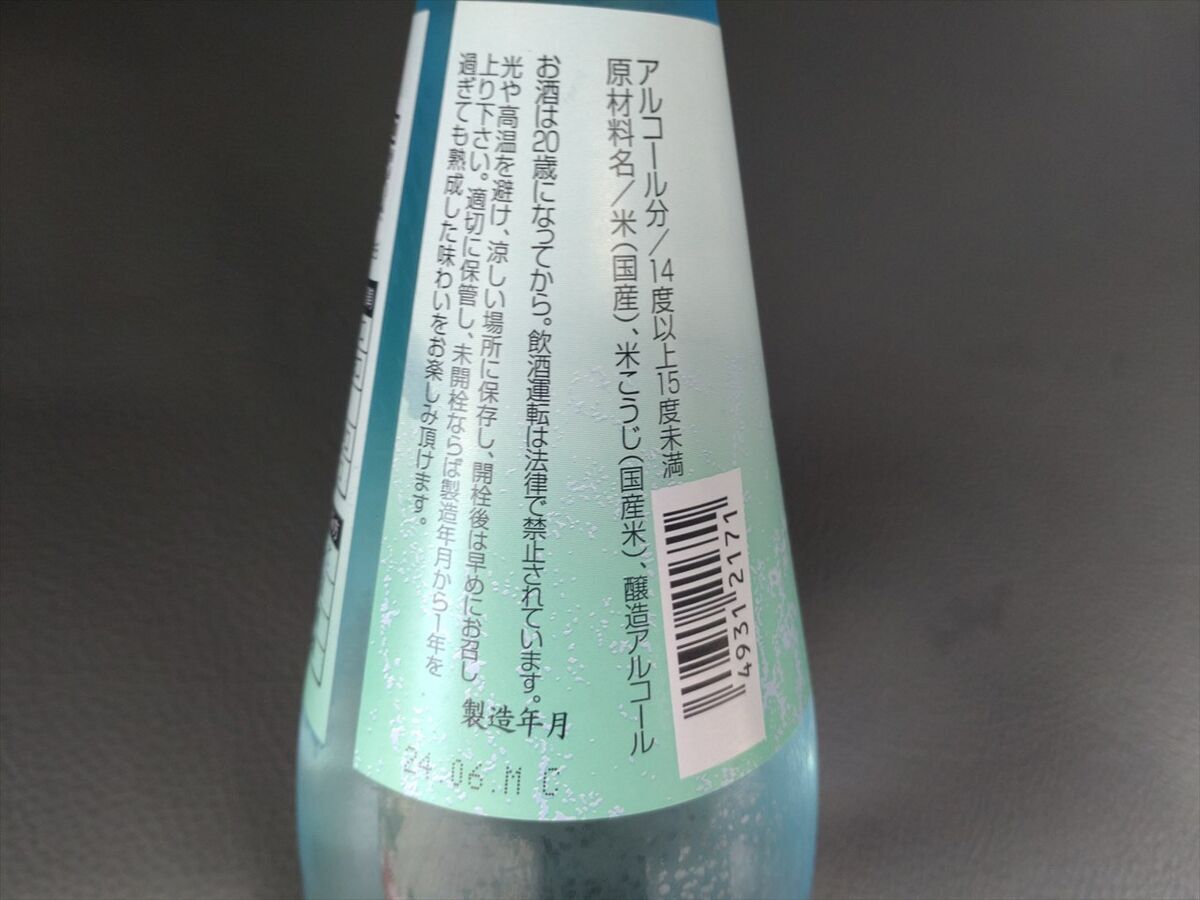 アルコール分/14度以上15度未満
原材料名/米(国産)、米こうじ(国産米)、醸造アルコール
お酒は20歳になってから。飲酒運転は法律で禁止されています。
光や高温を避け、涼しい場所に保存し、開栓後は早めにお召し
上り下さい。適切に保管し、未開栓ならば製造年月から1年を
過ぎても熟成した味わいをお楽しみ頂けます。
製造年月
24.06.M C
49312171